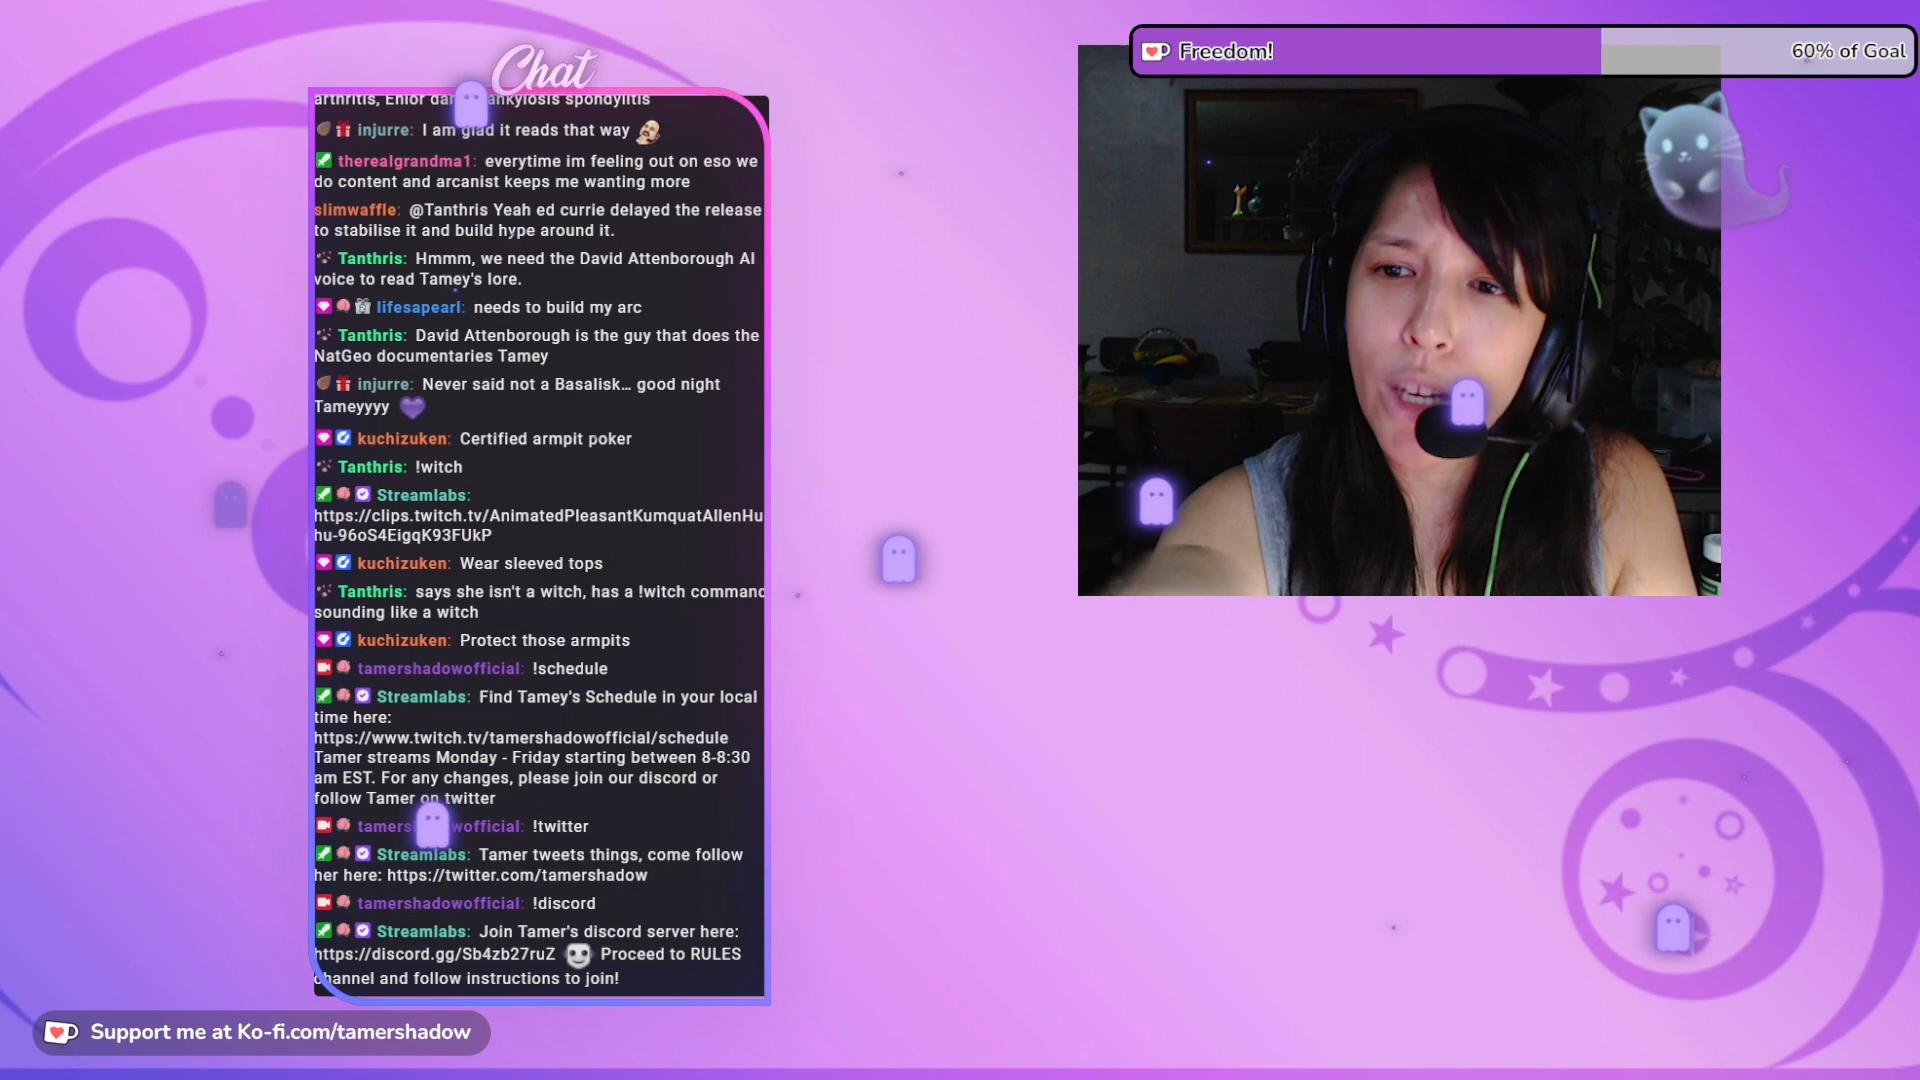 Chat
Freedom!
60% of Goal
arthritis, Enior dar ankylosis spondylitis
injurre: I am glad it reads that way
therealgrandma1: everytime im feeling out on eso we
do content and arcanist keeps me wanting more
slimwaffle: @Tanthris Yeah ed currie delayed the release
to stabilise it and build hype around it.
Tanthris: Hmmm, we need the David Attenborough AI
voice to read Tamey's lore.
lifesapearl: needs to build my arc
Tanthris: David Attenborough is the guy that does the
NatGeo documentaries Tamey
injurre: Never said not a Basalisk... good night
Tameyyyy
kuchizuken: Certified armpit poker
Tanthris: !witch
Streamlabs:
https://clips.twitch.tv/AnimatedPleasantKumquatAllenHu
hu-96oS4EigqK93FUkP
kuchizuken: Wear sleeved tops
Tanthris: says she isn't a witch, has a !witch command
sounding like a witch
kuchizuken: Protect those armpits
tamershadowofficial: !schedule
Streamlabs: Find Tamey's Schedule in your local
time here:
https://www.twitch.tv/tamershadowofficial/schedule
Tamer streams Monday - Friday starting between 8-8:30
am EST. For any changes, please join our discord or
follow Tamer on twitter
tamershadowofficial: !twitter
Streamlabs: Tamer tweets things, come follow
her here: https://twitter.com/tamershadow
tamershadowofficial: !discord
Streamlabs: Join Tamer's discord server here:
https://discord.gg/Sb4zb27ruZ Proceed to RULES
channel and follow instructions to join!
Support me at Ko-fi.com/tamershadow